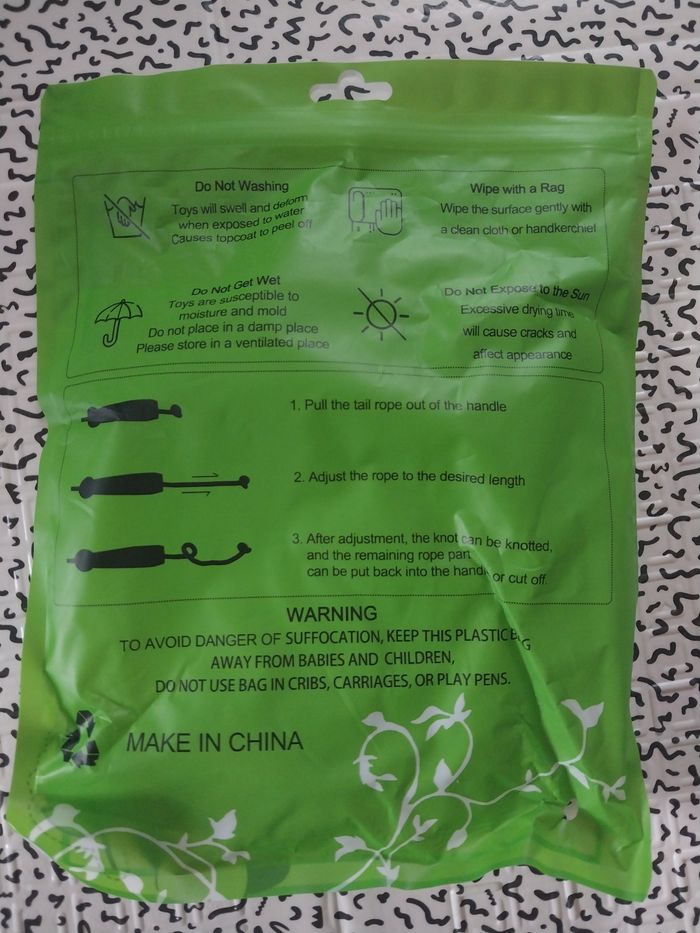 Do Not Washing
Toys will swell and deform
when exposed to water
Causes topcoat to peel off
Wipe with a Rag
Wipe the surface gently with
a clean cloth or handkerchief
Do Not Get Wet
Toys are susceptible to
moisture and mold
Do not place in a damp place
Please store in a ventilated place
Do Not Expose to the Sun
Excessive drying time
will cause cracks and
affect appearance
1. Pull the tail rope out of the handle
2. Adjust the rope to the desired length
3. After adjustment, the knot can be knotted,
and the remaining rope part
can be put back into the handl or cut off.
WARNING
TO AVOID DANGER OF SUFFOCATION, KEEP THIS PLASTIC BAG
AWAY FROM BABIES AND CHILDREN,
DO NOT USE BAG IN CRIBS, CARRIAGES, OR PLAY PENS.
MAKE IN CHINA